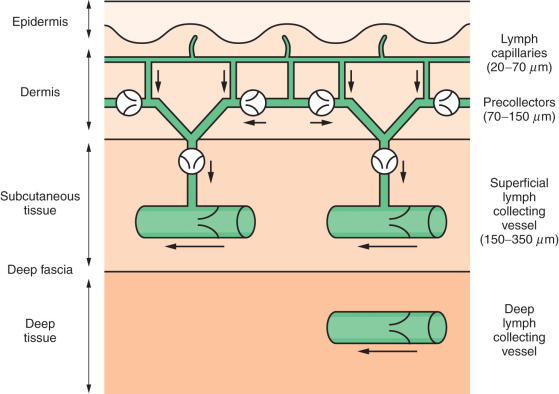 Epidermis
Dermis
Subcutaneous
tissue
Deep fascia
Deep
tissue
Lymph
capillaries
(20–70 μm)
Precollectors
(70–150 μm)
Superficial
lymph
collecting
vessel
(150–350 μm)
Deep
lymph
collecting
vessel